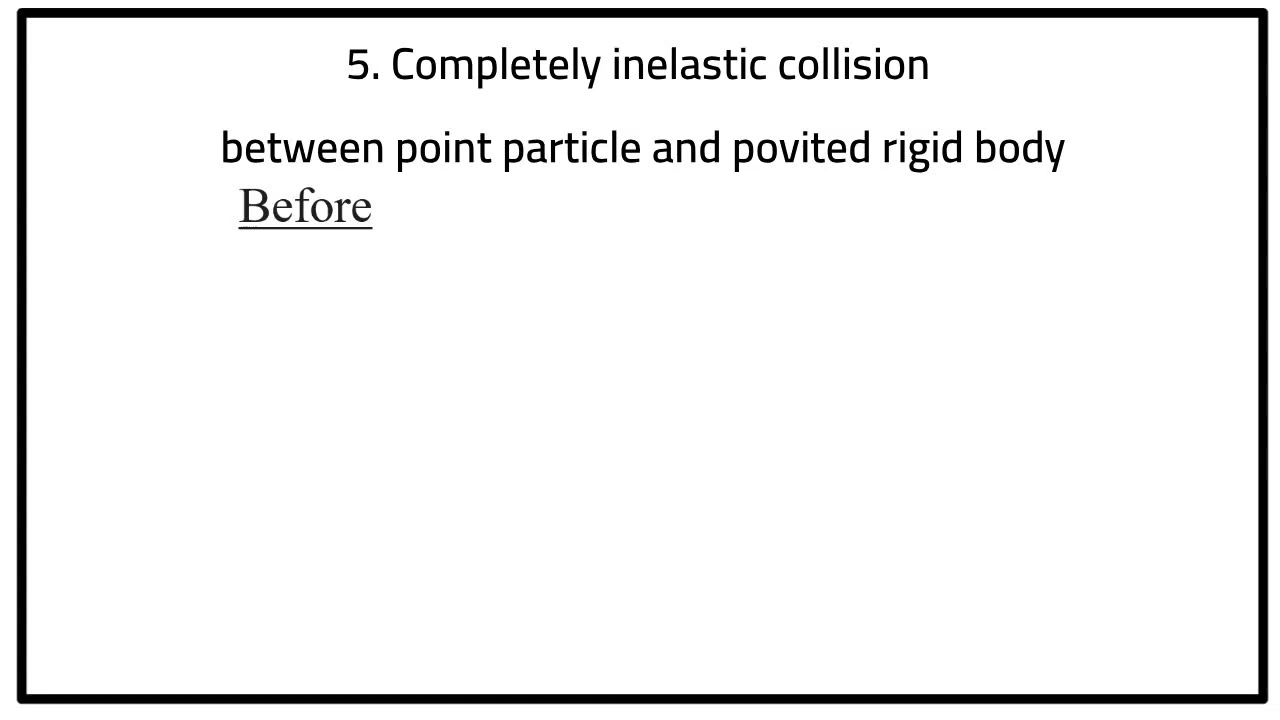 5. Completely inelastic collision
between point particle and povited rigid body
Before